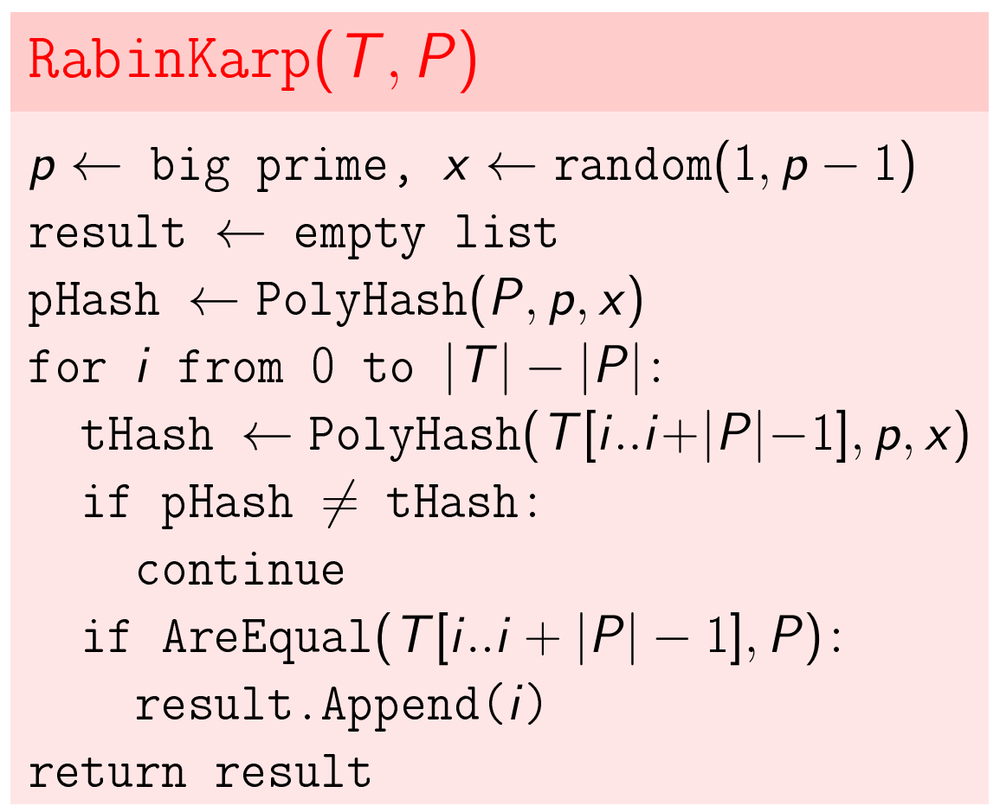 RabinKarp(T, P)
p ← big prime, x ← random(1, p − 1)
result ← empty list
pHash ← PolyHash(P, p, x)
for i from 0 to |T| − |P|:
tHash ← PolyHash(T[i..i+|P|−1], p, x)
if pHash ≠ tHash:
continue
if AreEqual(T[i..i + |P| − 1], P):
result.Append(i)
return result